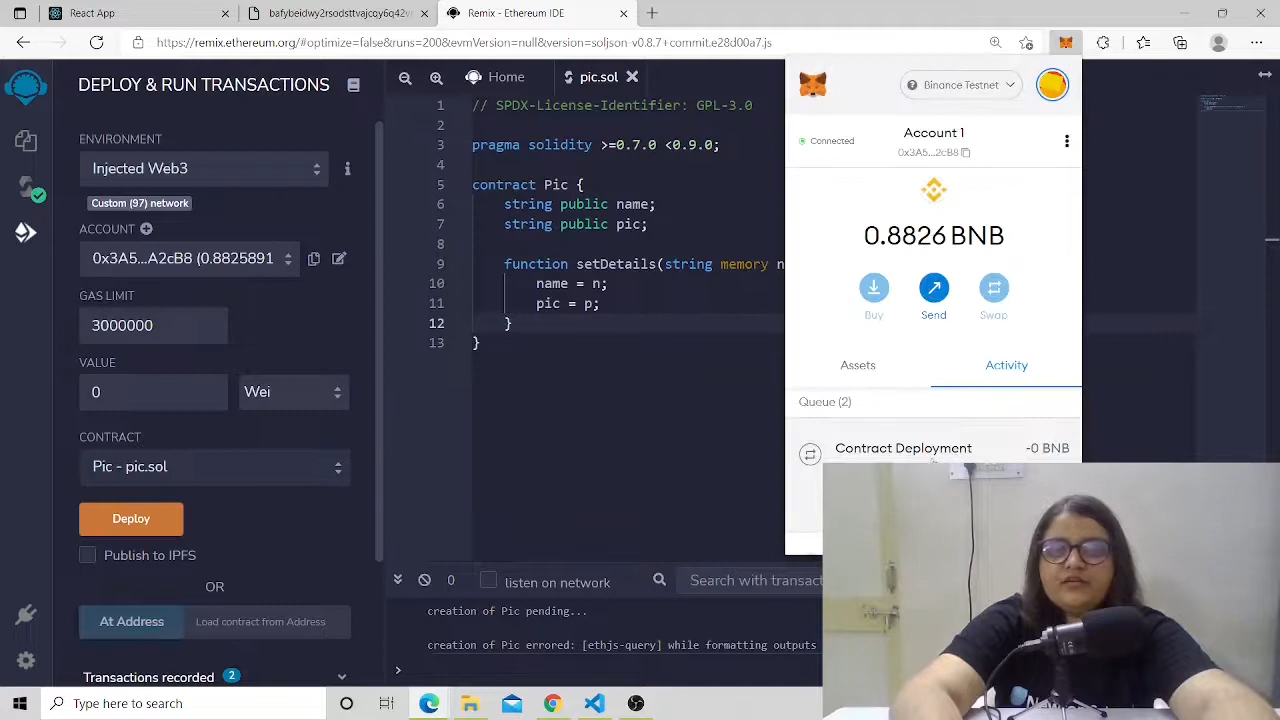 React App
bafybeidwy2rsodsttvajcqy6q42v
Remix - Ethereum IDE
https://remix.ethereum.org/#optimize=false&runs=200&evmVersion=null&version=soljson-v0.8.7+commit.e28d00a7.js
DEPLOY & RUN TRANSACTIONS
ENVIRONMENT
Injected Web3
Custom (97) network
ACCOUNT
0x3A5...A2cB8 (0.8825891
GAS LIMIT
3000000
VALUE
0
Wei
CONTRACT
Pic - pic.sol
Deploy
Publish to IPFS
OR
At Address
Load contract from Address
Transactions recorded
2
Home
pic.sol
1 // SPDX-License-Identifier: GPL-3.0
2
3 pragma solidity >=0.7.0 <0.9.0;
4
5 contract Pic {
6 string public name;
7 string public pic;
8
9 function setDetails(string memory n
10 name = n;
11 pic = p;
12 }
13 }
0
listen on network
Search with transact
creation of Pic pending...
creation of Pic errored: [ethjs-query] while formatting outputs
Binance Testnet
Connected
Account 1
0x3A5...2cB8
0.8826 BNB
Buy
Send
Swap
Assets
Activity
Queue (2)
Contract Deployment
-0 BNB
Type here to search